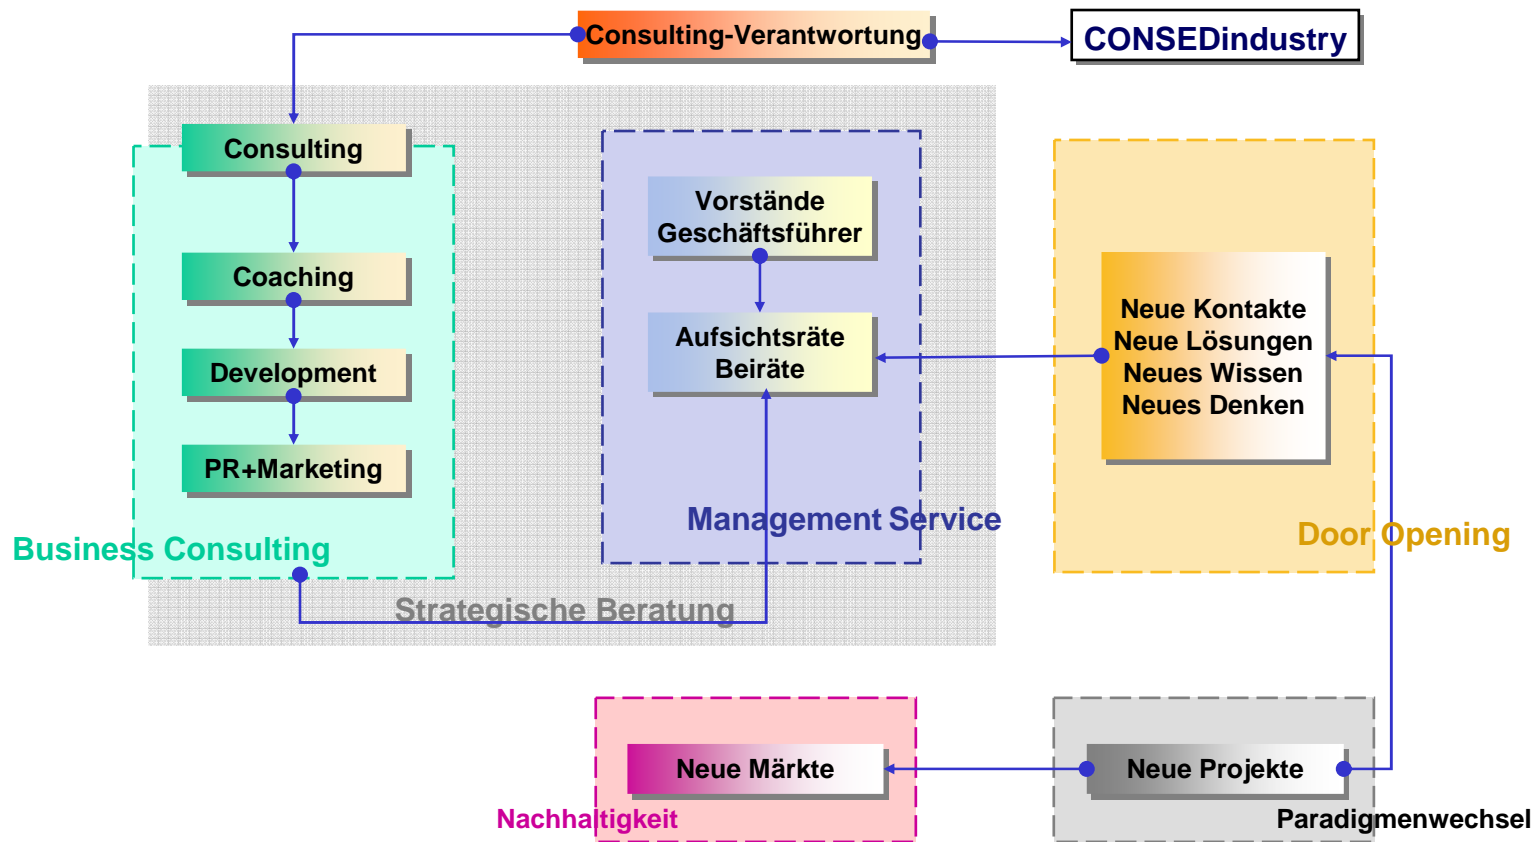 Consulting-Verantwortung
CONSEDindustry
Consulting
Coaching
Development
PR+Marketing
Business Consulting
Vorstände
Geschäftsführer
Aufsichtsräte
Beiräte
Management Service
Strategische Beratung
Neue Kontakte
Neue Lösungen
Neues Wissen
Neues Denken
Door Opening
Neue Märkte
Nachhaltigkeit
Neue Projekte
Paradigmenwechsel